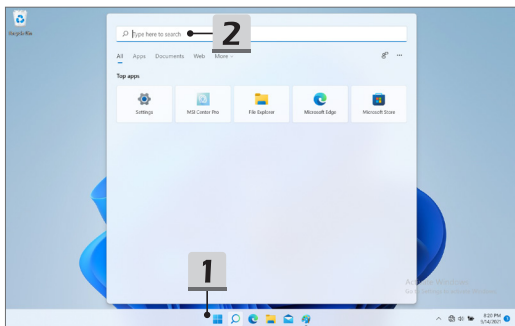 Recycle Bin
Type here to search
2
All Apps Documents Web More
Top apps
Settings
MSI Center Pro
File Explorer
Microsoft Edge
Microsoft Store
1
8:20 PM
9/14/2021